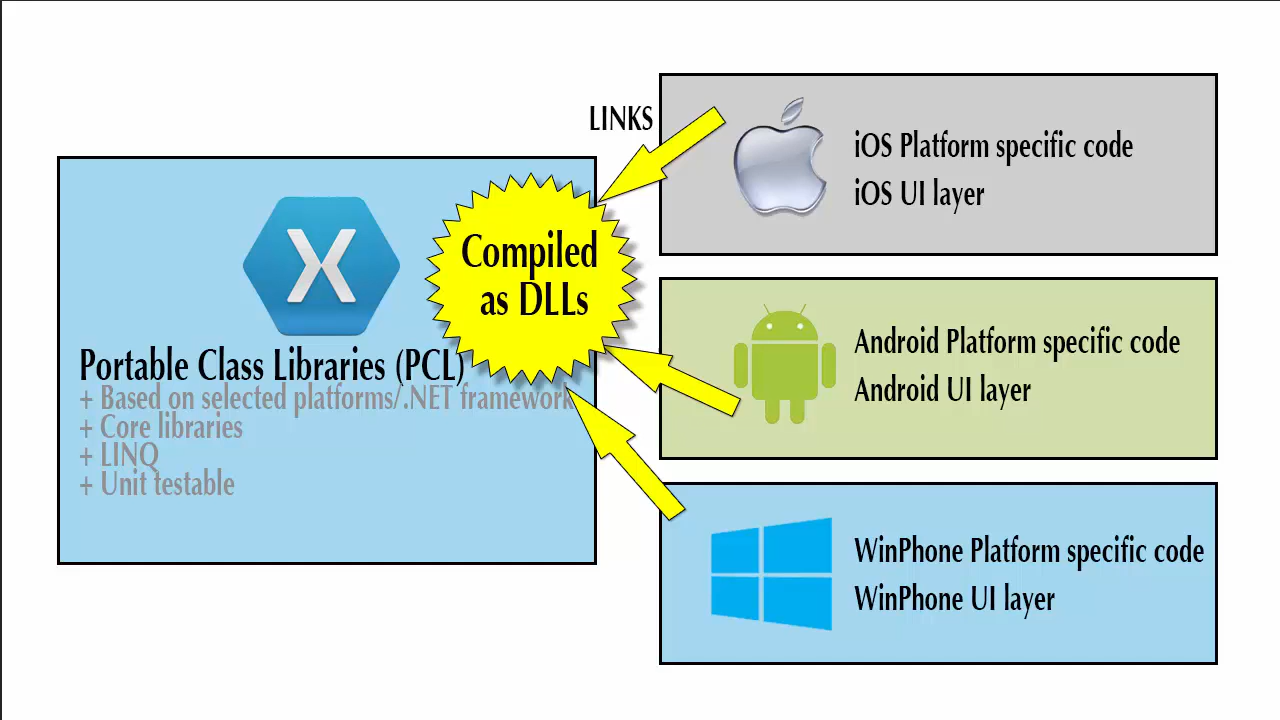 LINKS
Compiled
as DLLs
Portable Class Libraries (PCL)
+ Based on selected platforms/.NET framework
+ Core libraries
+ LINQ
+ Unit testable
iOS Platform specific code
iOS UI layer
Android Platform specific code
Android UI layer
WinPhone Platform specific code
WinPhone UI layer